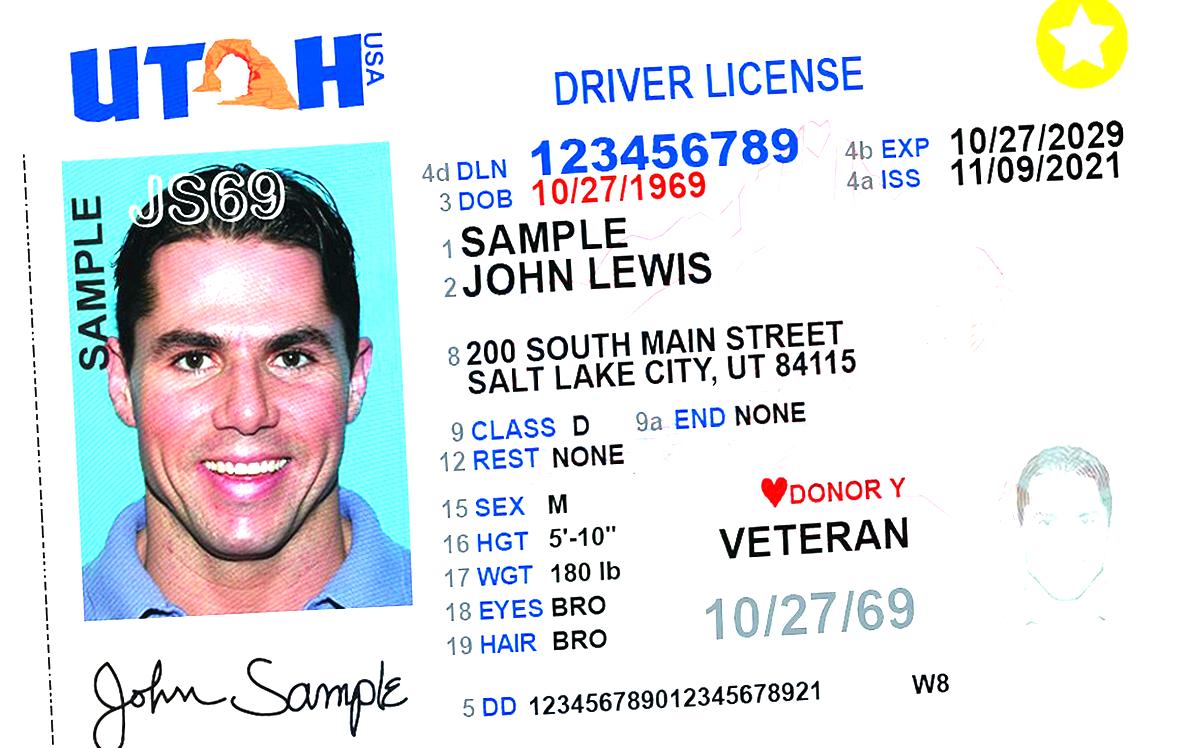 UTAH USA
DRIVER LICENSE
4d DLN 123456789
4b EXP 10/27/2029
3 DOB 10/27/1969
4a ISS 11/09/2021
SAMPLE
JS69
1 SAMPLE
2 JOHN LEWIS
8 200 SOUTH MAIN STREET
SALT LAKE CITY, UT 84115
9 CLASS D 9a END NONE
12 REST NONE
15 SEX M
16 HGT 5'-10"
17 WGT 180 lb
18 EYES BRO
19 HAIR BRO
♥DONOR Y
VETERAN
10/27/69
John Sample
5 DD 123456789012345678921
W8